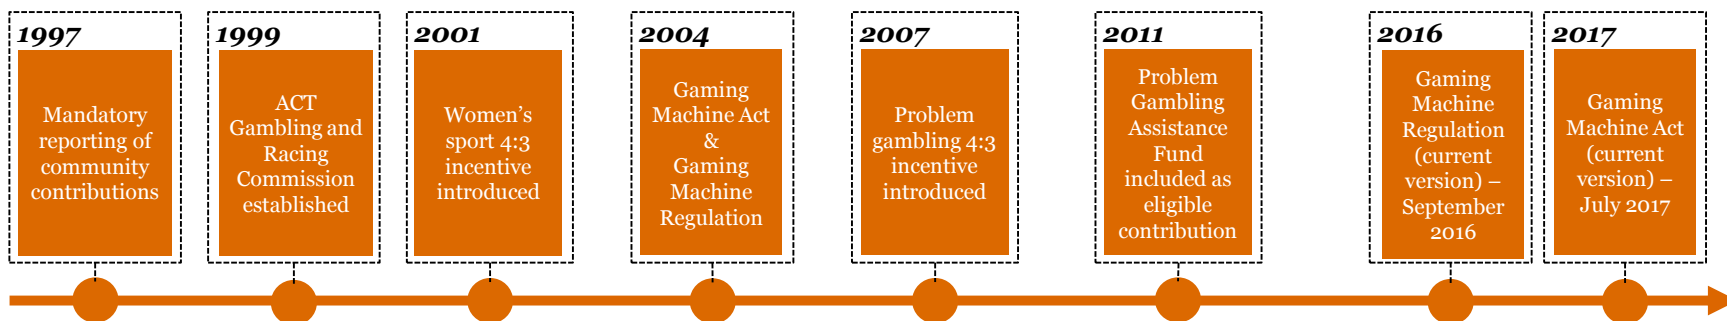 1997
Mandatory
reporting of
community
contributions
1999
ACT
Gambling and
Racing
Commission
established
2001
Women’s
sport 4:3
incentive
introduced
2004
Gaming
Machine Act
&
Gaming
Machine
Regulation
2007
Problem
gambling 4:3
incentive
introduced
2011
Problem
Gambling
Assistance
Fund
included as
eligible
contribution
2016
Gaming
Machine
Regulation
(current
version) –
September
2016
2017
Gaming
Machine Act
(current
version) –
July 2017